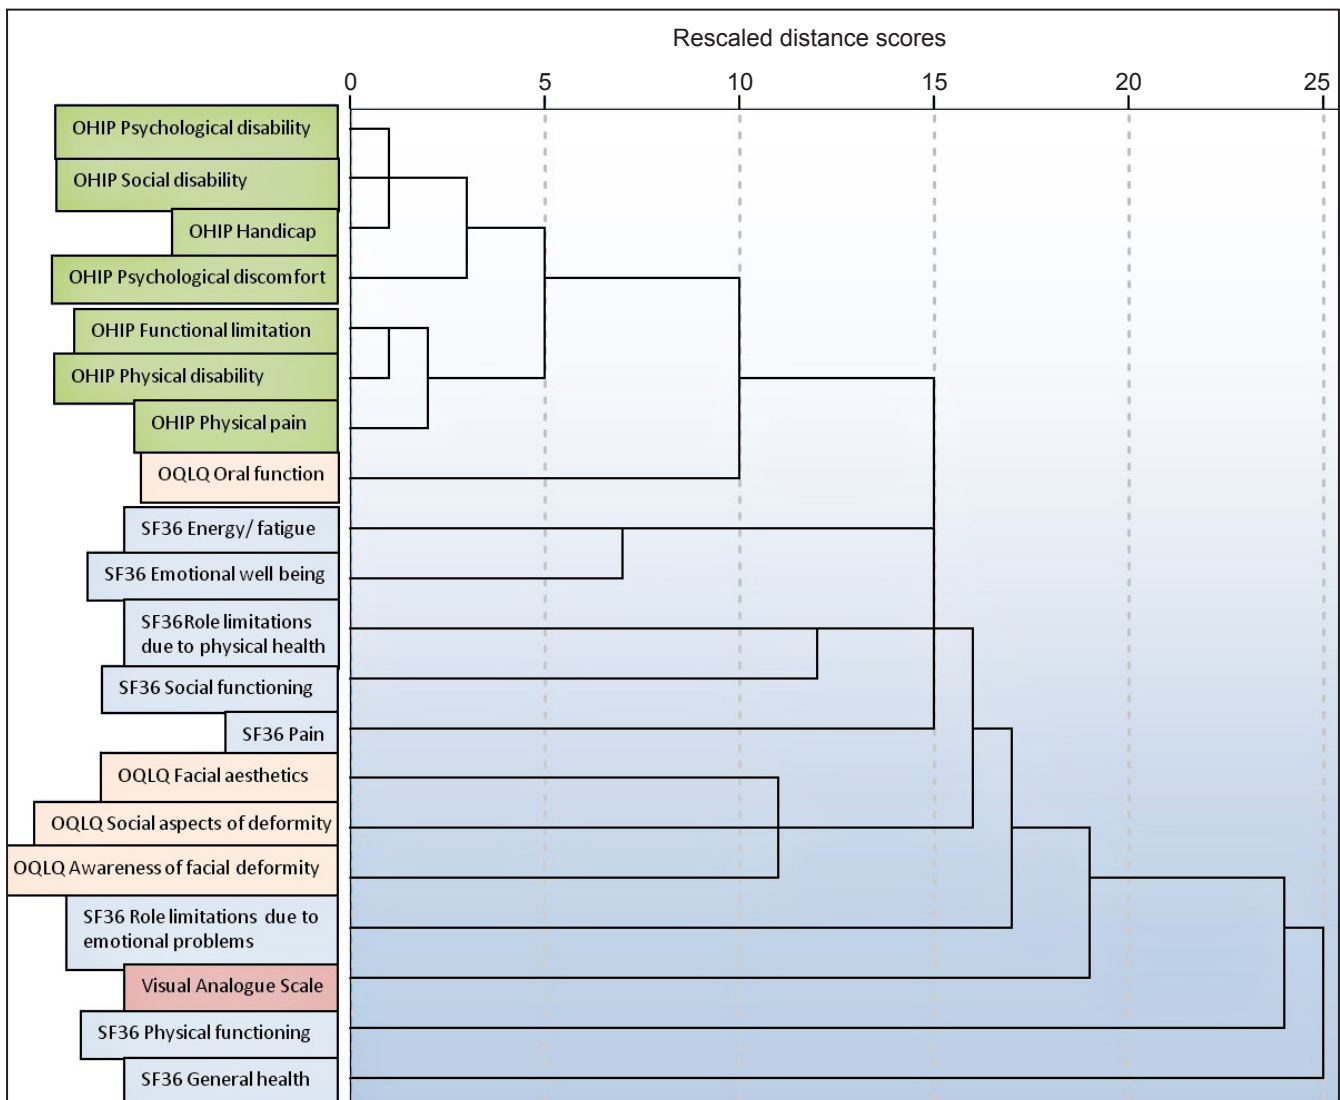 Rescaled distance scores
0 5 10 15 20 25
OHIP Psychological disability
OHIP Social disability
OHIP Handicap
OHIP Psychological discomfort
OHIP Functional limitation
OHIP Physical disability
OHIP Physical pain
OQLQ Oral function
SF36 Energy/ fatigue
SF36 Emotional well being
SF36Role limitations
due to physical health
SF36 Social functioning
SF36 Pain
OQLQ Facial aesthetics
OQLQ Social aspects of deformity
OQLQ Awareness of facial deformity
SF36 Role limitations due to
emotional problems
Visual Analogue Scale
SF36 Physical functioning
SF36 General health